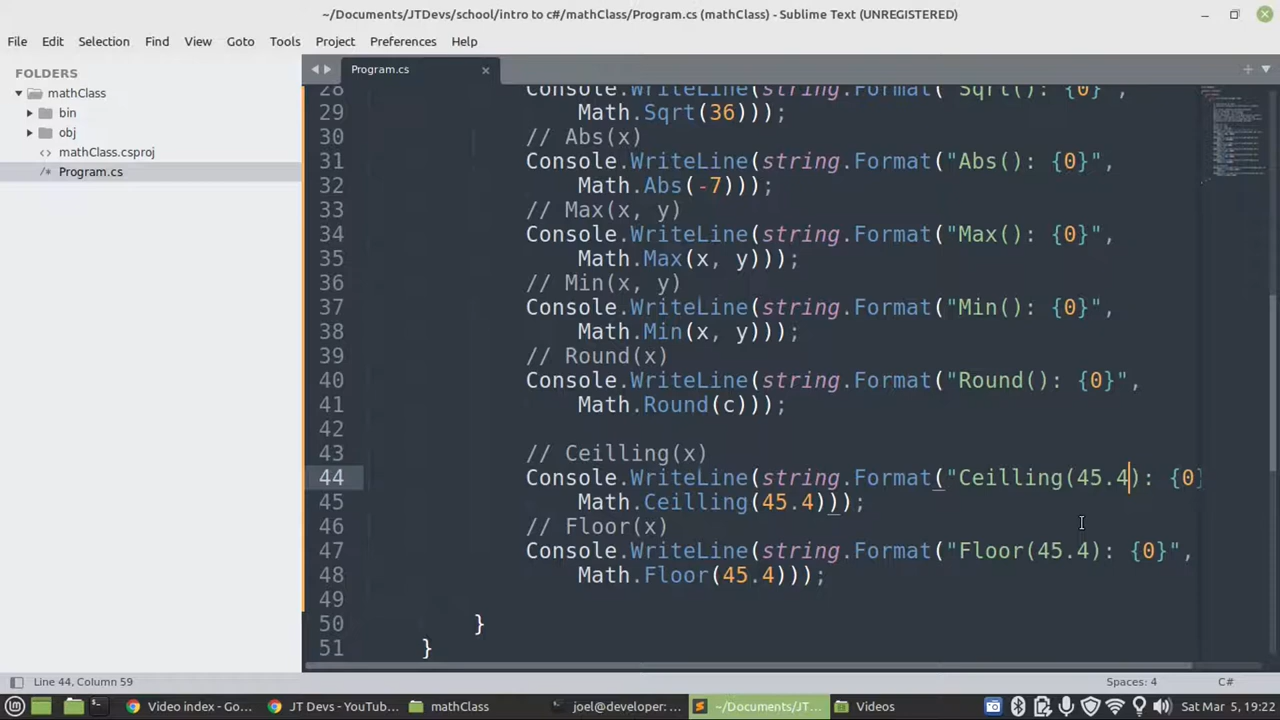 ~/Documents/JTDevs/school/intro to c#/mathClass/Program.cs (mathClass) - Sublime Text (UNREGISTERED)
File Edit Selection Find View Goto Tools Project Preferences Help
FOLDERS
mathClass
bin
obj
<> mathClass.csproj
/* Program.cs
Program.cs
28 Console.WriteLine(string.Format("Sqrt(): {0}",
29 Math.Sqrt(36)));
30 // Abs(x)
31 Console.WriteLine(string.Format("Abs(): {0}",
32 Math.Abs(-7)));
33 // Max(x, y)
34 Console.WriteLine(string.Format("Max(): {0}",
35 Math.Max(x, y)));
36 // Min(x, y)
37 Console.WriteLine(string.Format("Min(): {0}",
38 Math.Min(x, y)));
39 // Round(x)
40 Console.WriteLine(string.Format("Round(): {0}",
41 Math.Round(c)));
42
43 // Ceilling(x)
44 Console.WriteLine(string.Format("Ceilling(45.4): {0}
45 Math.Ceilling(45.4)));
46 // Floor(x)
47 Console.WriteLine(string.Format("Floor(45.4): {0}",
48 Math.Floor(45.4)));
49
50 }
51 }
Line 44, Column 59 Spaces: 4 C#
Video index - Go... JT Devs - YouTub... mathClass joel@developer: ... ~/Documents/JT... Videos Sat Mar 5, 19:22